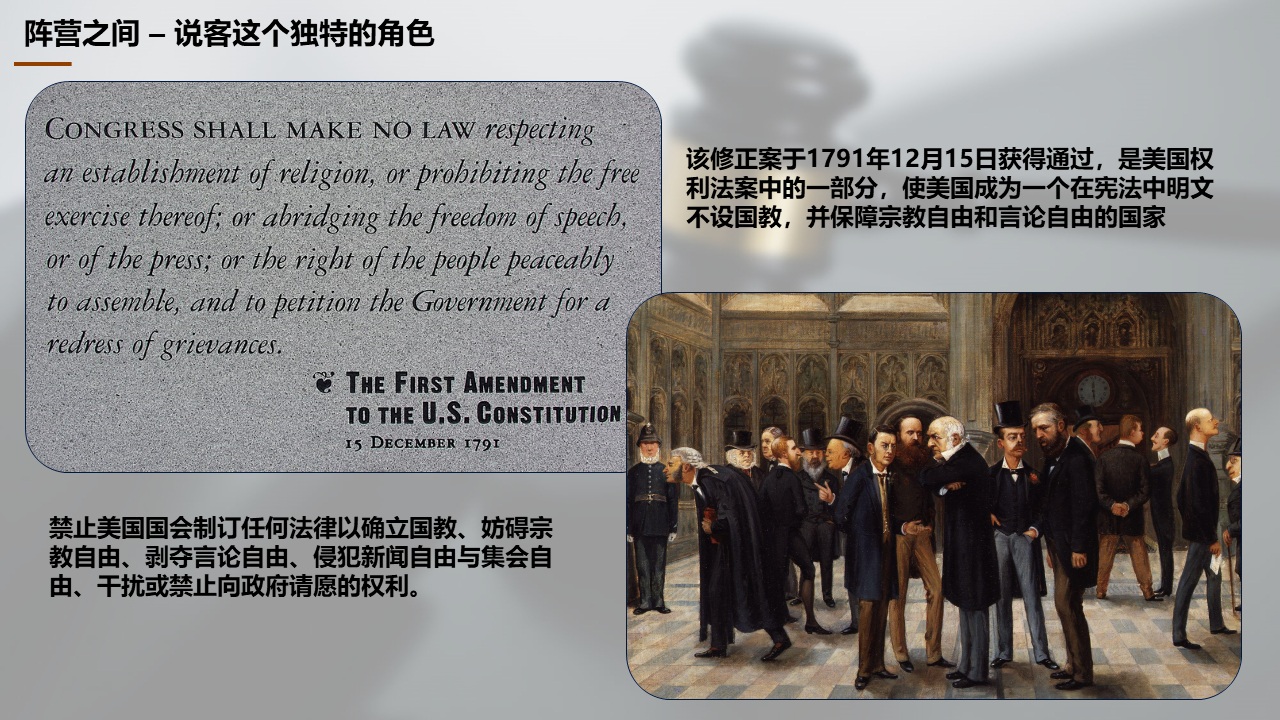 阵营之间 – 说客这个独特的角色
CONGRESS SHALL MAKE NO LAW respecting
an establishment of religion, or prohibiting the free
exercise thereof; or abridging the freedom of speech,
or of the press; or the right of the people peaceably
to assemble, and to petition the Government for a
redress of grievances.
THE FIRST AMENDMENT
TO THE U.S. CONSTITUTION
15 DECEMBER 1791
该修正案于1791年12月15日获得通过，是美国权
利法案中的一部分，使美国成为一个在宪法中明文
不设国教，并保障宗教自由和言论自由的国家
禁止美国国会制订任何法律以确立国教、妨碍宗
教自由、剥夺言论自由、侵犯新闻自由与集会自
由、干扰或禁止向政府请愿的权利。